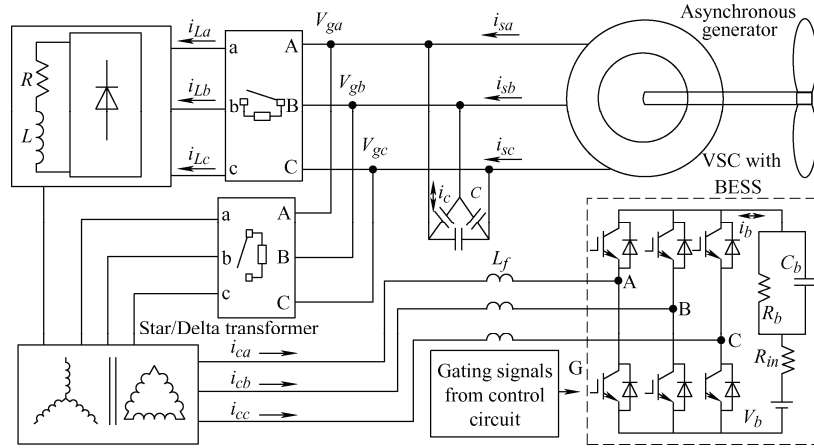 i_La
a
A
V_ga
i_sa
Asynchronous
generator
R
L
i_Lb
b
B
V_gb
i_sb
i_Lc
c
C
V_gc
i_sc
VSC with
BESS
a
A
b
B
c
C
i_c
C
i_b
L_f
A
B
C
C_b
R_b
R_in
V_b
Star/Delta transformer
i_ca
i_cb
i_cc
Gating signals
from control
circuit
G